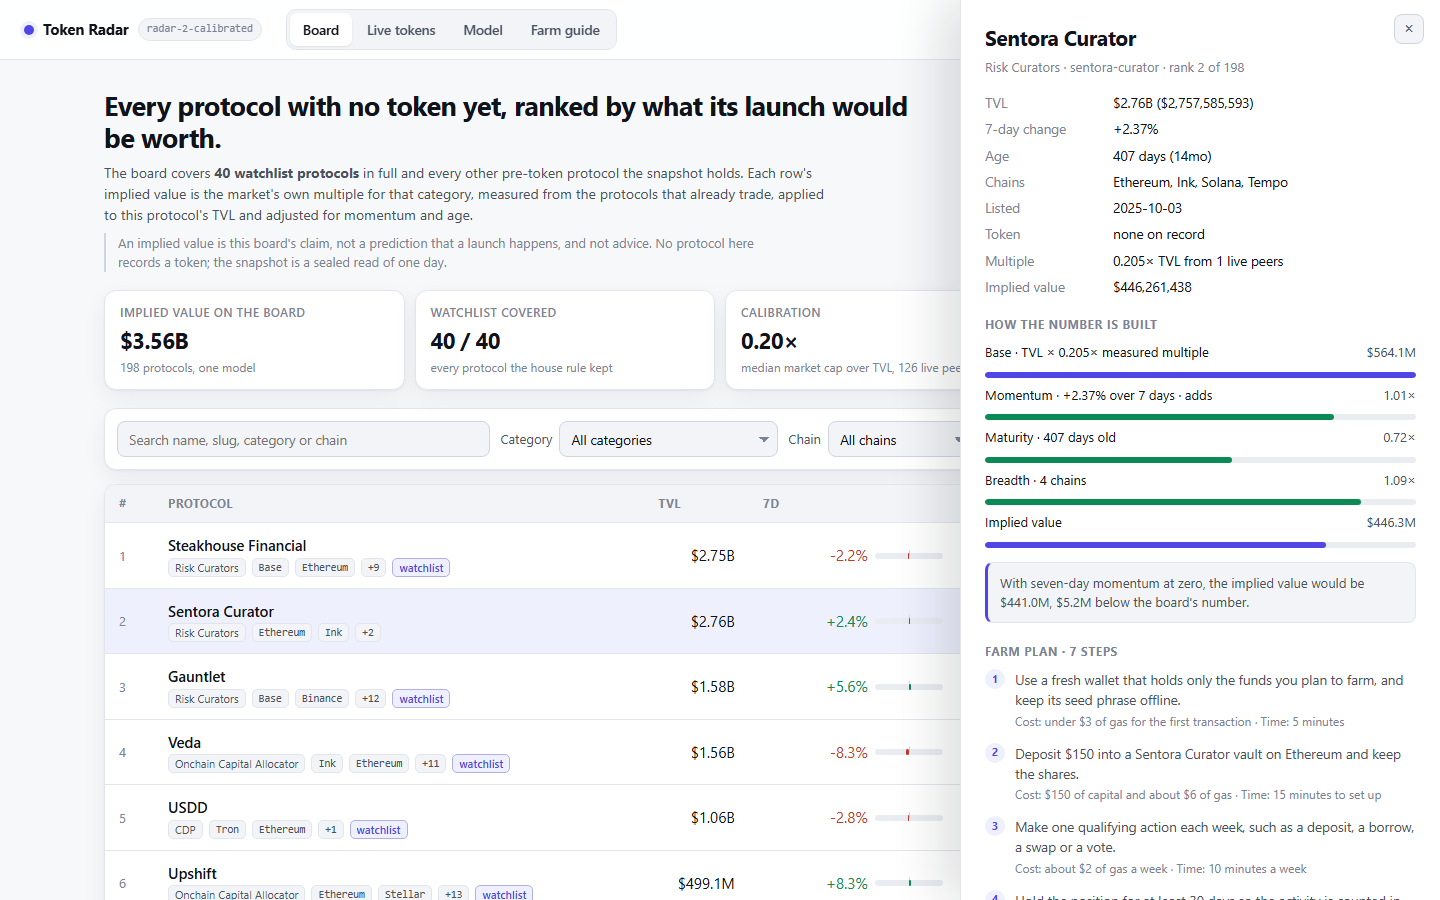 Token Radar
radar-2-calibrated
Board
Live tokens
Model
Farm guide
Every protocol with no token yet, ranked by what its launch would
be worth.
The board covers 40 watchlist protocols in full and every other pre-token protocol the snapshot holds. Each row's
implied value is the market's own multiple for that category, measured from the protocols that already trade, applied
to this protocol's TVL and adjusted for momentum and age.
An implied value is this board's claim, not a prediction that a launch happens, and not advice. No protocol here
records a token; the snapshot is a sealed read of one day.
IMPLIED VALUE ON THE BOARD
$3.56B
198 protocols, one model
WATCHLIST COVERED
40 / 40
every protocol the house rule kept
CALIBRATION
0.20×
median market cap over TVL, 126 live pee
Search name, slug, category or chain
Category
All categories
Chain
All chains
# PROTOCOL TVL 7D
1 Steakhouse Financial $2.75B -2.2%
Risk Curators Base Ethereum +9 watchlist
2 Sentora Curator $2.76B +2.4%
Risk Curators Ethereum Ink +2
3 Gauntlet $1.58B +5.6%
Risk Curators Base Binance +12 watchlist
4 Veda $1.56B -8.3%
Onchain Capital Allocator Ink Ethereum +11 watchlist
5 USDD $1.06B -2.8%
CDP Tron Ethereum +1 watchlist
6 Upshift $499.1M +8.3%
Onchain Capital Allocator Ethereum Stellar +13 watchlist
Sentora Curator
×
Risk Curators · sentora-curator · rank 2 of 198
TVL $2.76B ($2,757,585,593)
7-day change +2.37%
Age 407 days (14mo)
Chains Ethereum, Ink, Solana, Tempo
Listed 2025-10-03
Token none on record
Multiple 0.205× TVL from 1 live peers
Implied value $446,261,438
HOW THE NUMBER IS BUILT
Base · TVL × 0.205× measured multiple $564.1M
Momentum · +2.37% over 7 days · adds 1.01×
Maturity · 407 days old 0.72×
Breadth · 4 chains 1.09×
Implied value $446.3M
With seven-day momentum at zero, the implied value would be
$441.0M, $5.2M below the board's number.
FARM PLAN · 7 STEPS
1 Use a fresh wallet that holds only the funds you plan to farm, and
keep its seed phrase offline.
Cost: under $3 of gas for the first transaction · Time: 5 minutes
2 Deposit $150 into a Sentora Curator vault on Ethereum and keep
the shares.
Cost: $150 of capital and about $6 of gas · Time: 15 minutes to set up
3 Make one qualifying action each week, such as a deposit, a borrow,
a swap or a vote.
Cost: about $2 of gas a week · Time: 10 minutes a week